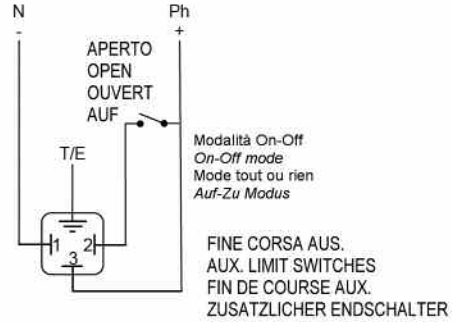 N Ph
- +
APERTO
OPEN
OUVERT
AUF
Modalità On-Off
On-Off mode
Mode tout ou rien
Auf-Zu Modus
T/E
1 2
3
FINE CORSA AUS.
AUX. LIMIT SWITCHES
FIN DE COURSE AUX.
ZUSATZLICHER ENDSCHALTER